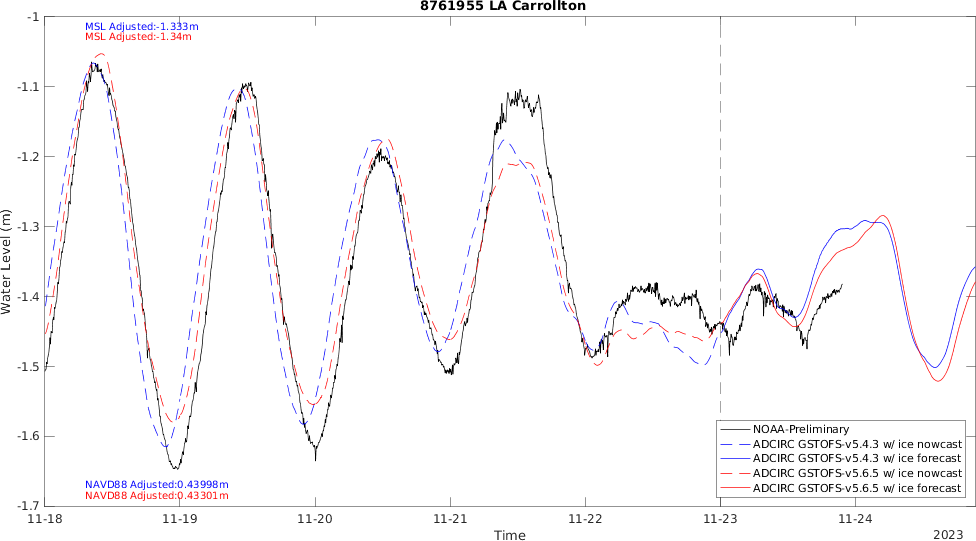 8761955 LA Carrollton
MSL Adjusted:-1.333m
MSL Adjusted:-1.34m
-1
-1.1
-1.2
-1.3
-1.4
-1.5
-1.6
-1.7
Water Level (m)
NAVD88 Adjusted:0.43998m
NAVD88 Adjusted:0.43301m
NOAA-Preliminary
ADCIRC GSTOFS-v5.4.3 w/ ice nowcast
ADCIRC GSTOFS-v5.4.3 w/ ice forecast
ADCIRC GSTOFS-v5.6.5 w/ ice nowcast
ADCIRC GSTOFS-v5.6.5 w/ ice forecast
11-18 11-19 11-20 11-21 11-22 11-23 11-24
Time
2023